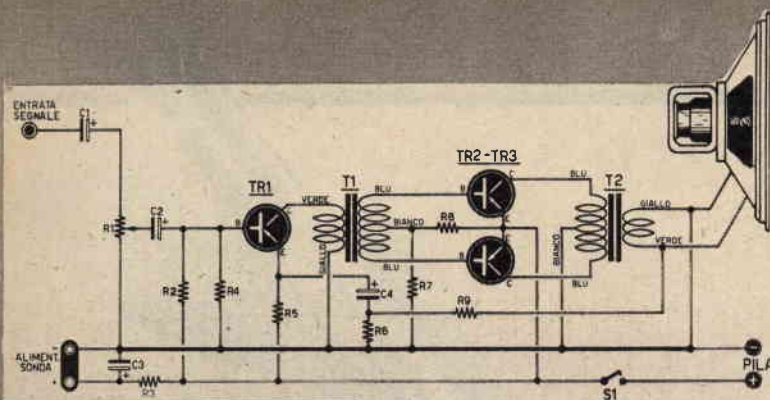 ENTRATA
SEGNALE
C1
TR1
VERDE
T1
BLU
TR2-TR3
B
C
BLU
T2
GIALLO
R1
C2
B
C
BIANCO
R8
VERDE
GIALLO
BLU
B
C
BLU
BIANCO
R2
R4
R5
C4
R7
R9
R6
ALIMENT.
SONDA
C3
R3
S1
PILA